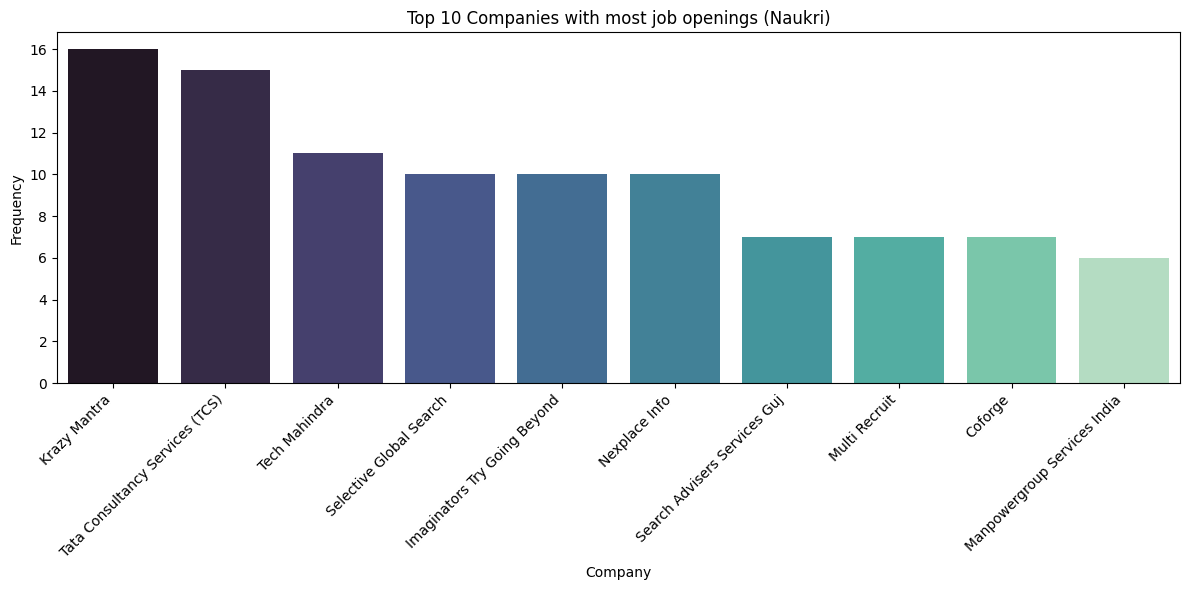 Top 10 Companies with most job openings (Naukri)
Frequency
16
14
12
10
8
6
4
2
0
Krazy Mantra
Tata Consultancy Services (TCS)
Tech Mahindra
Selective Global Search
Imaginators Try Going Beyond
Nexplace Info
Search Advisers Services Guj
Multi Recruit
Coforge
Manpowergroup Services India
Company